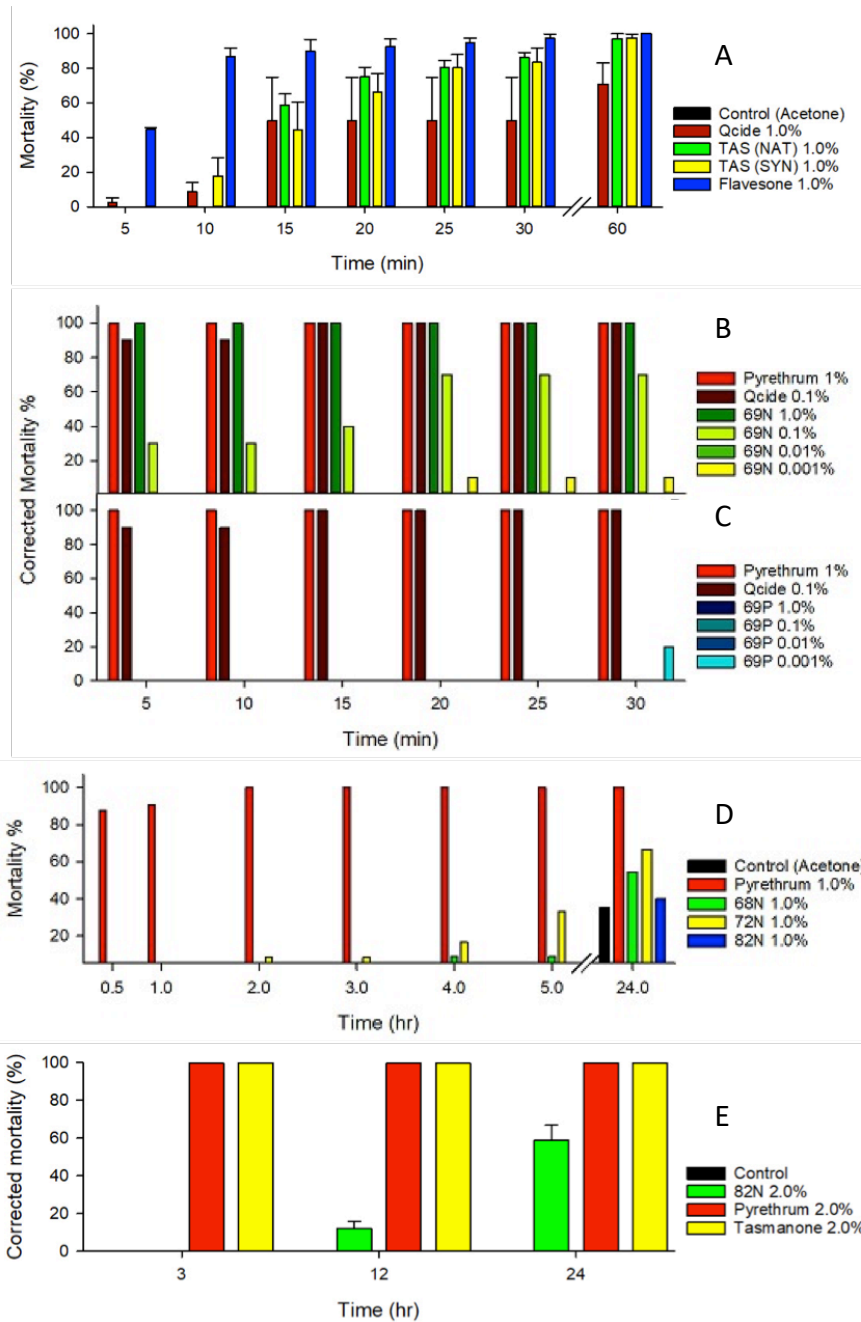 Mortality (%)
100
80
60
40
20
0
5
10
15
20
25
30
60
Time (min)
A
Control (Acetone)
Qcide 1.0%
TAS (NAT) 1.0%
TAS (SYN) 1.0%
Flavesone 1.0%
Corrected Mortality %
100
80
60
40
20
B
Pyrethrum 1%
Qcide 0.1%
69N 1.0%
69N 0.1%
69N 0.01%
69N 0.001%
100
80
60
40
20
0
5
10
15
20
25
30
Time (min)
C
Pyrethrum 1%
Qcide 0.1%
69P 1.0%
69P 0.1%
69P 0.01%
69P 0.001%
Mortality %
100
80
60
40
20
0.5
1.0
2.0
3.0
4.0
5.0
24.0
Time (hr)
D
Control (Acetone)
Pyrethrum 1.0%
68N 1.0%
72N 1.0%
82N 1.0%
Corrected mortality (%)
100
80
60
40
20
0
3
12
24
Time (hr)
E
Control
82N 2.0%
Pyrethrum 2.0%
Tasmanone 2.0%